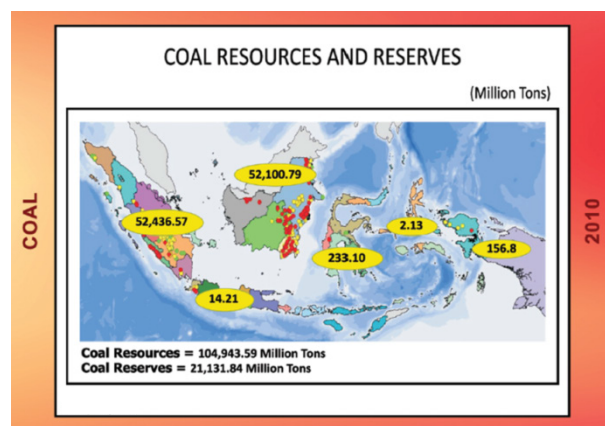 COAL RESOURCES AND RESERVES
(Million Tons)
COAL
2010
52,100.79
52,436.57
2.13
156.8
233.10
14.21
Coal Resources = 104,943.59 Million Tons
Coal Reserves = 21,131.84 Million Tons